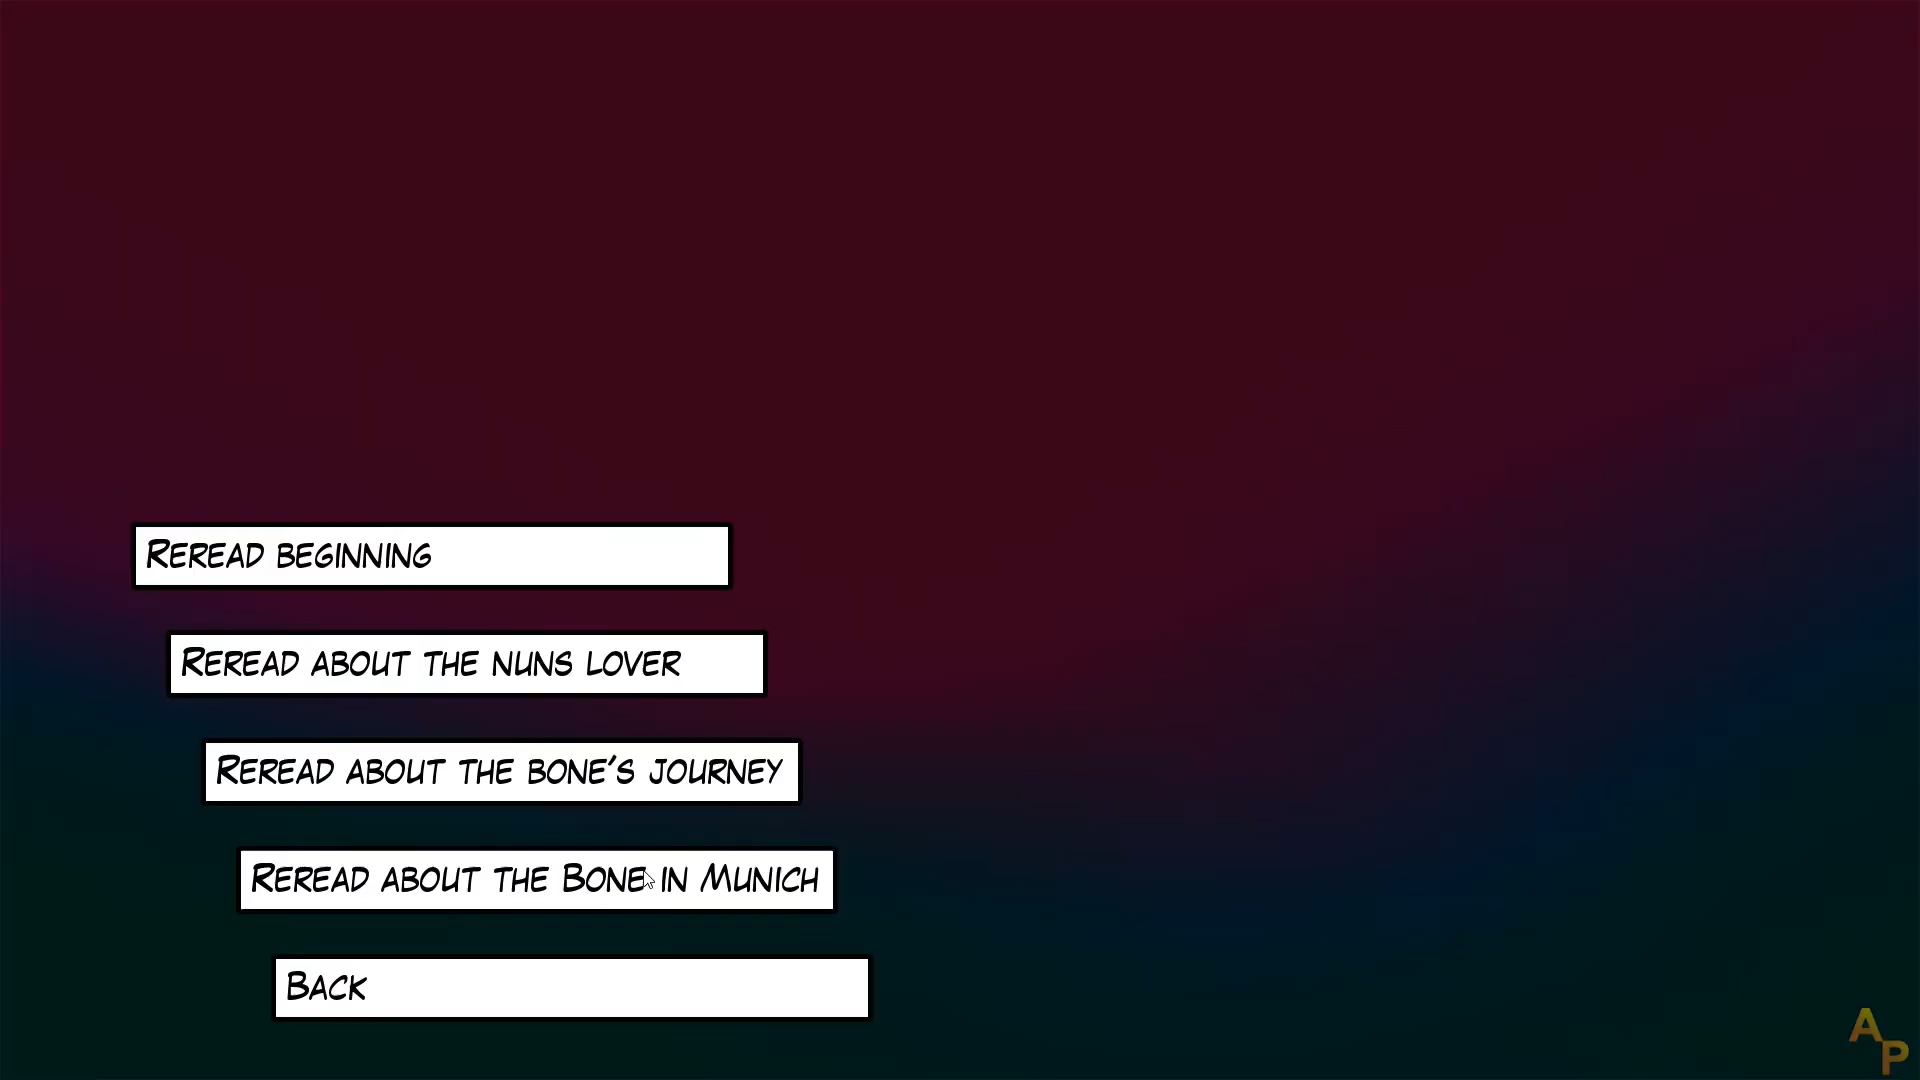 Reread beginning
Reread about the nuns lover
Reread about the bone's journey
Reread about the Bone in Munich
Back
A
P